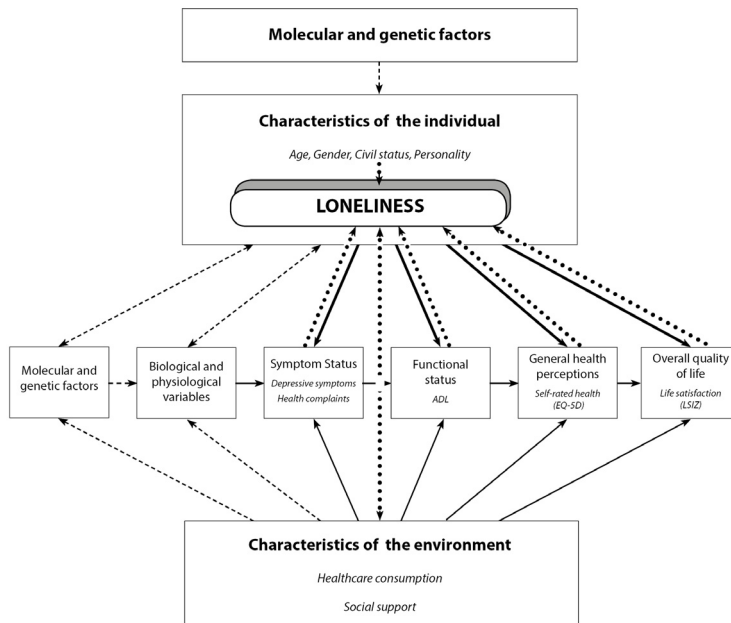 Molecular and genetic factors
Characteristics of the individual
Age, Gender, Civil status, Personality
LONELINESS
Molecular and
genetic factors
Biological and
physiological
variables
Symptom Status
Depressive symptoms
Health complaints
Functional
status
ADL
General health
perceptions
Self-rated health
(EQ-5D)
Overall quality
of life
Life satisfaction
(LSIZ)
Characteristics of the environment
Healthcare consumption
Social support